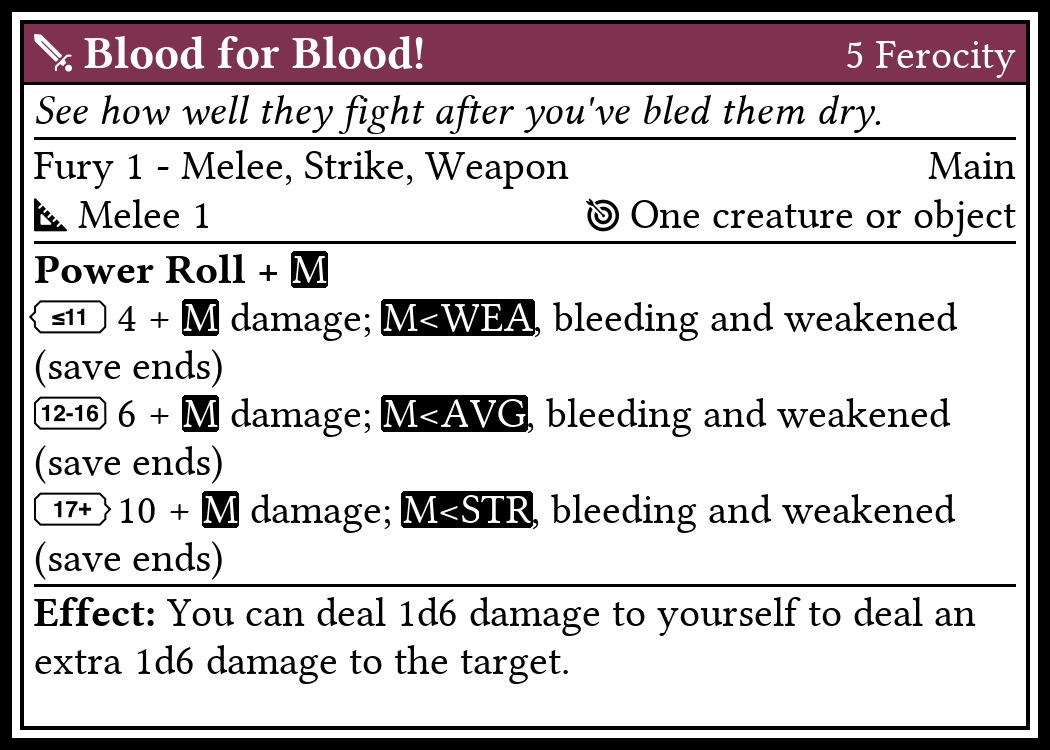 Blood for Blood! 5 Ferocity
See how well they fight after you've bled them dry.
Fury 1 - Melee, Strike, Weapon Main
Melee 1 One creature or object
Power Roll + M
≤11 4 + M damage; M<WEA, bleeding and weakened
(save ends)
12-16 6 + M damage; M<AVG, bleeding and weakened
(save ends)
17+ 10 + M damage; M<STR, bleeding and weakened
(save ends)
Effect: You can deal 1d6 damage to yourself to deal an
extra 1d6 damage to the target.